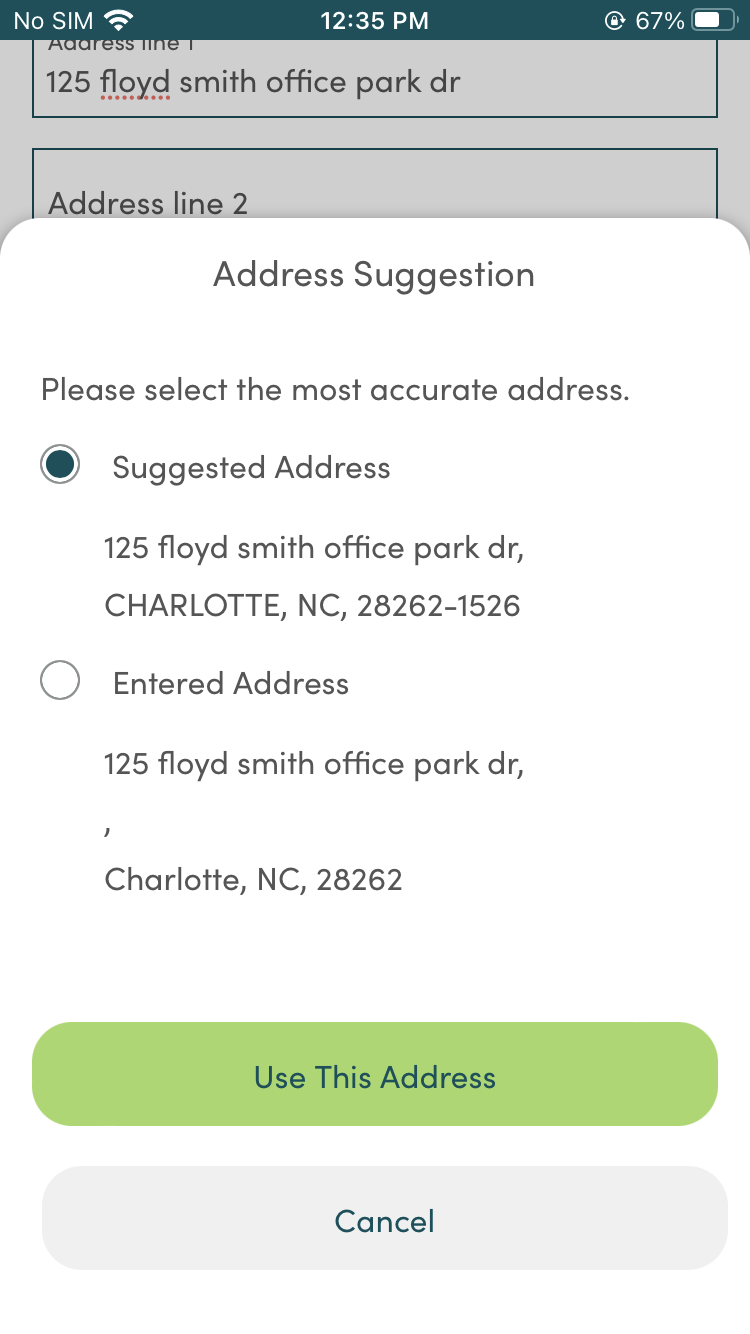 No SIM 12:35 PM 67%
Address line 1
125 floyd smith office park dr
Address line 2
Address Suggestion
Please select the most accurate address.
Suggested Address
125 floyd smith office park dr,
CHARLOTTE, NC, 28262-1526
Entered Address
125 floyd smith office park dr,
,
Charlotte, NC, 28262
Use This Address
Cancel